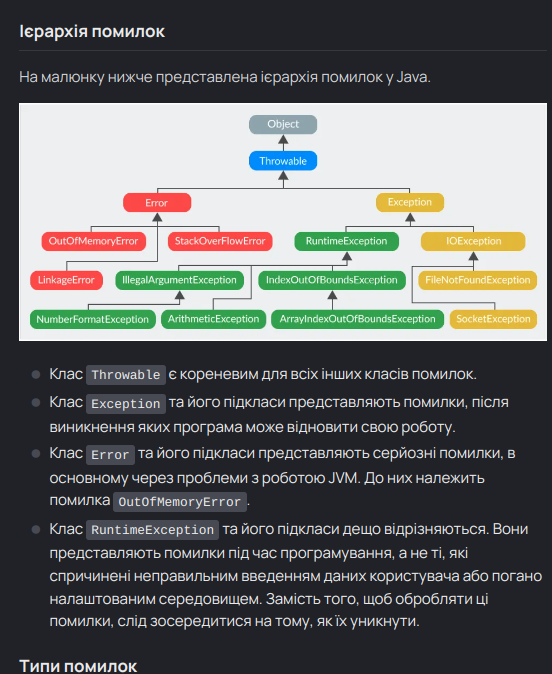 Ієрархія помилок
На малюнку нижче представлена ієрархія помилок у Java.
Object
Throwable
Error Exception
OutOfMemoryError StackOverFlowError RuntimeException IOException
LinkageError IllegalArgumentException IndexOutOfBoundsException FileNotFoundException
NumberFormatException ArithmeticException ArrayIndexOutOfBoundsException SocketException
Клас Throwable є кореневим для всіх інших класів помилок.
Клас Exception та його підкласи представляють помилки, після
виникнення яких програма може відновити свою роботу.
Клас Error та його підкласи представляють серйозні помилки, в
основному через проблеми з роботою JVM. До них належить
помилка OutOfMemoryError.
Клас RuntimeException та його підкласи дещо відрізняються. Вони
представляють помилки під час програмування, а не ті, які
спричинені неправильним введенням даних користувача або погано
налаштованим середовищем. Замість того, щоб обробляти ці
помилки, слід зосередитися на тому, як їх уникнути.
Типи помилок